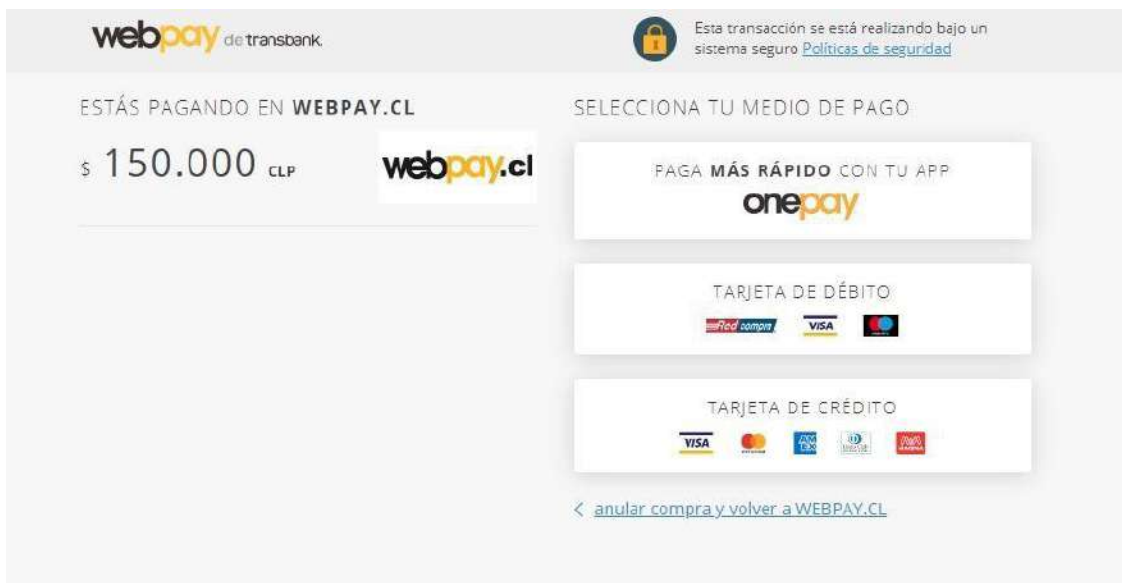 webpay de transbank.
Esta transacción se está realizando bajo un
sistema seguro Políticas de seguridad
ESTÁS PAGANDO EN WEBPAY.CL
$ 150.000 CLP
webpay.cl
SELECCIONA TU MEDIO DE PAGO
PAGA MÁS RÁPIDO CON TU APP
onepay
TARJETA DE DÉBITO
Red compra VISA
TARJETA DE CRÉDITO
VISA AM EX
< anular compra y volver a WEBPAY.CL